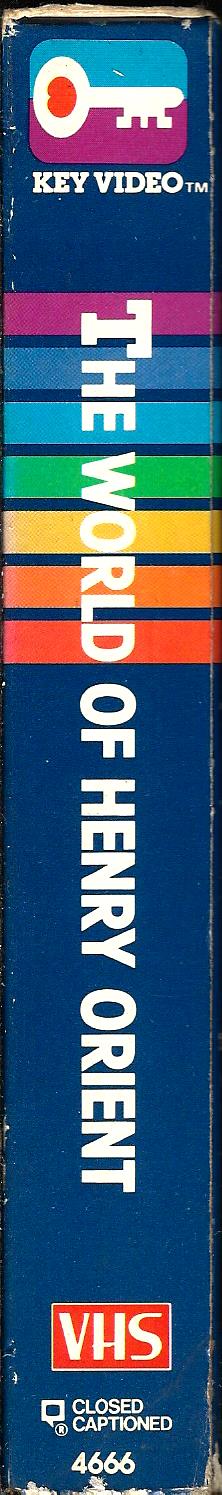 KEY VIDEO™
THE WORLD OF HENRY ORIENT
VHS
® CLOSED
CAPTIONED
4666